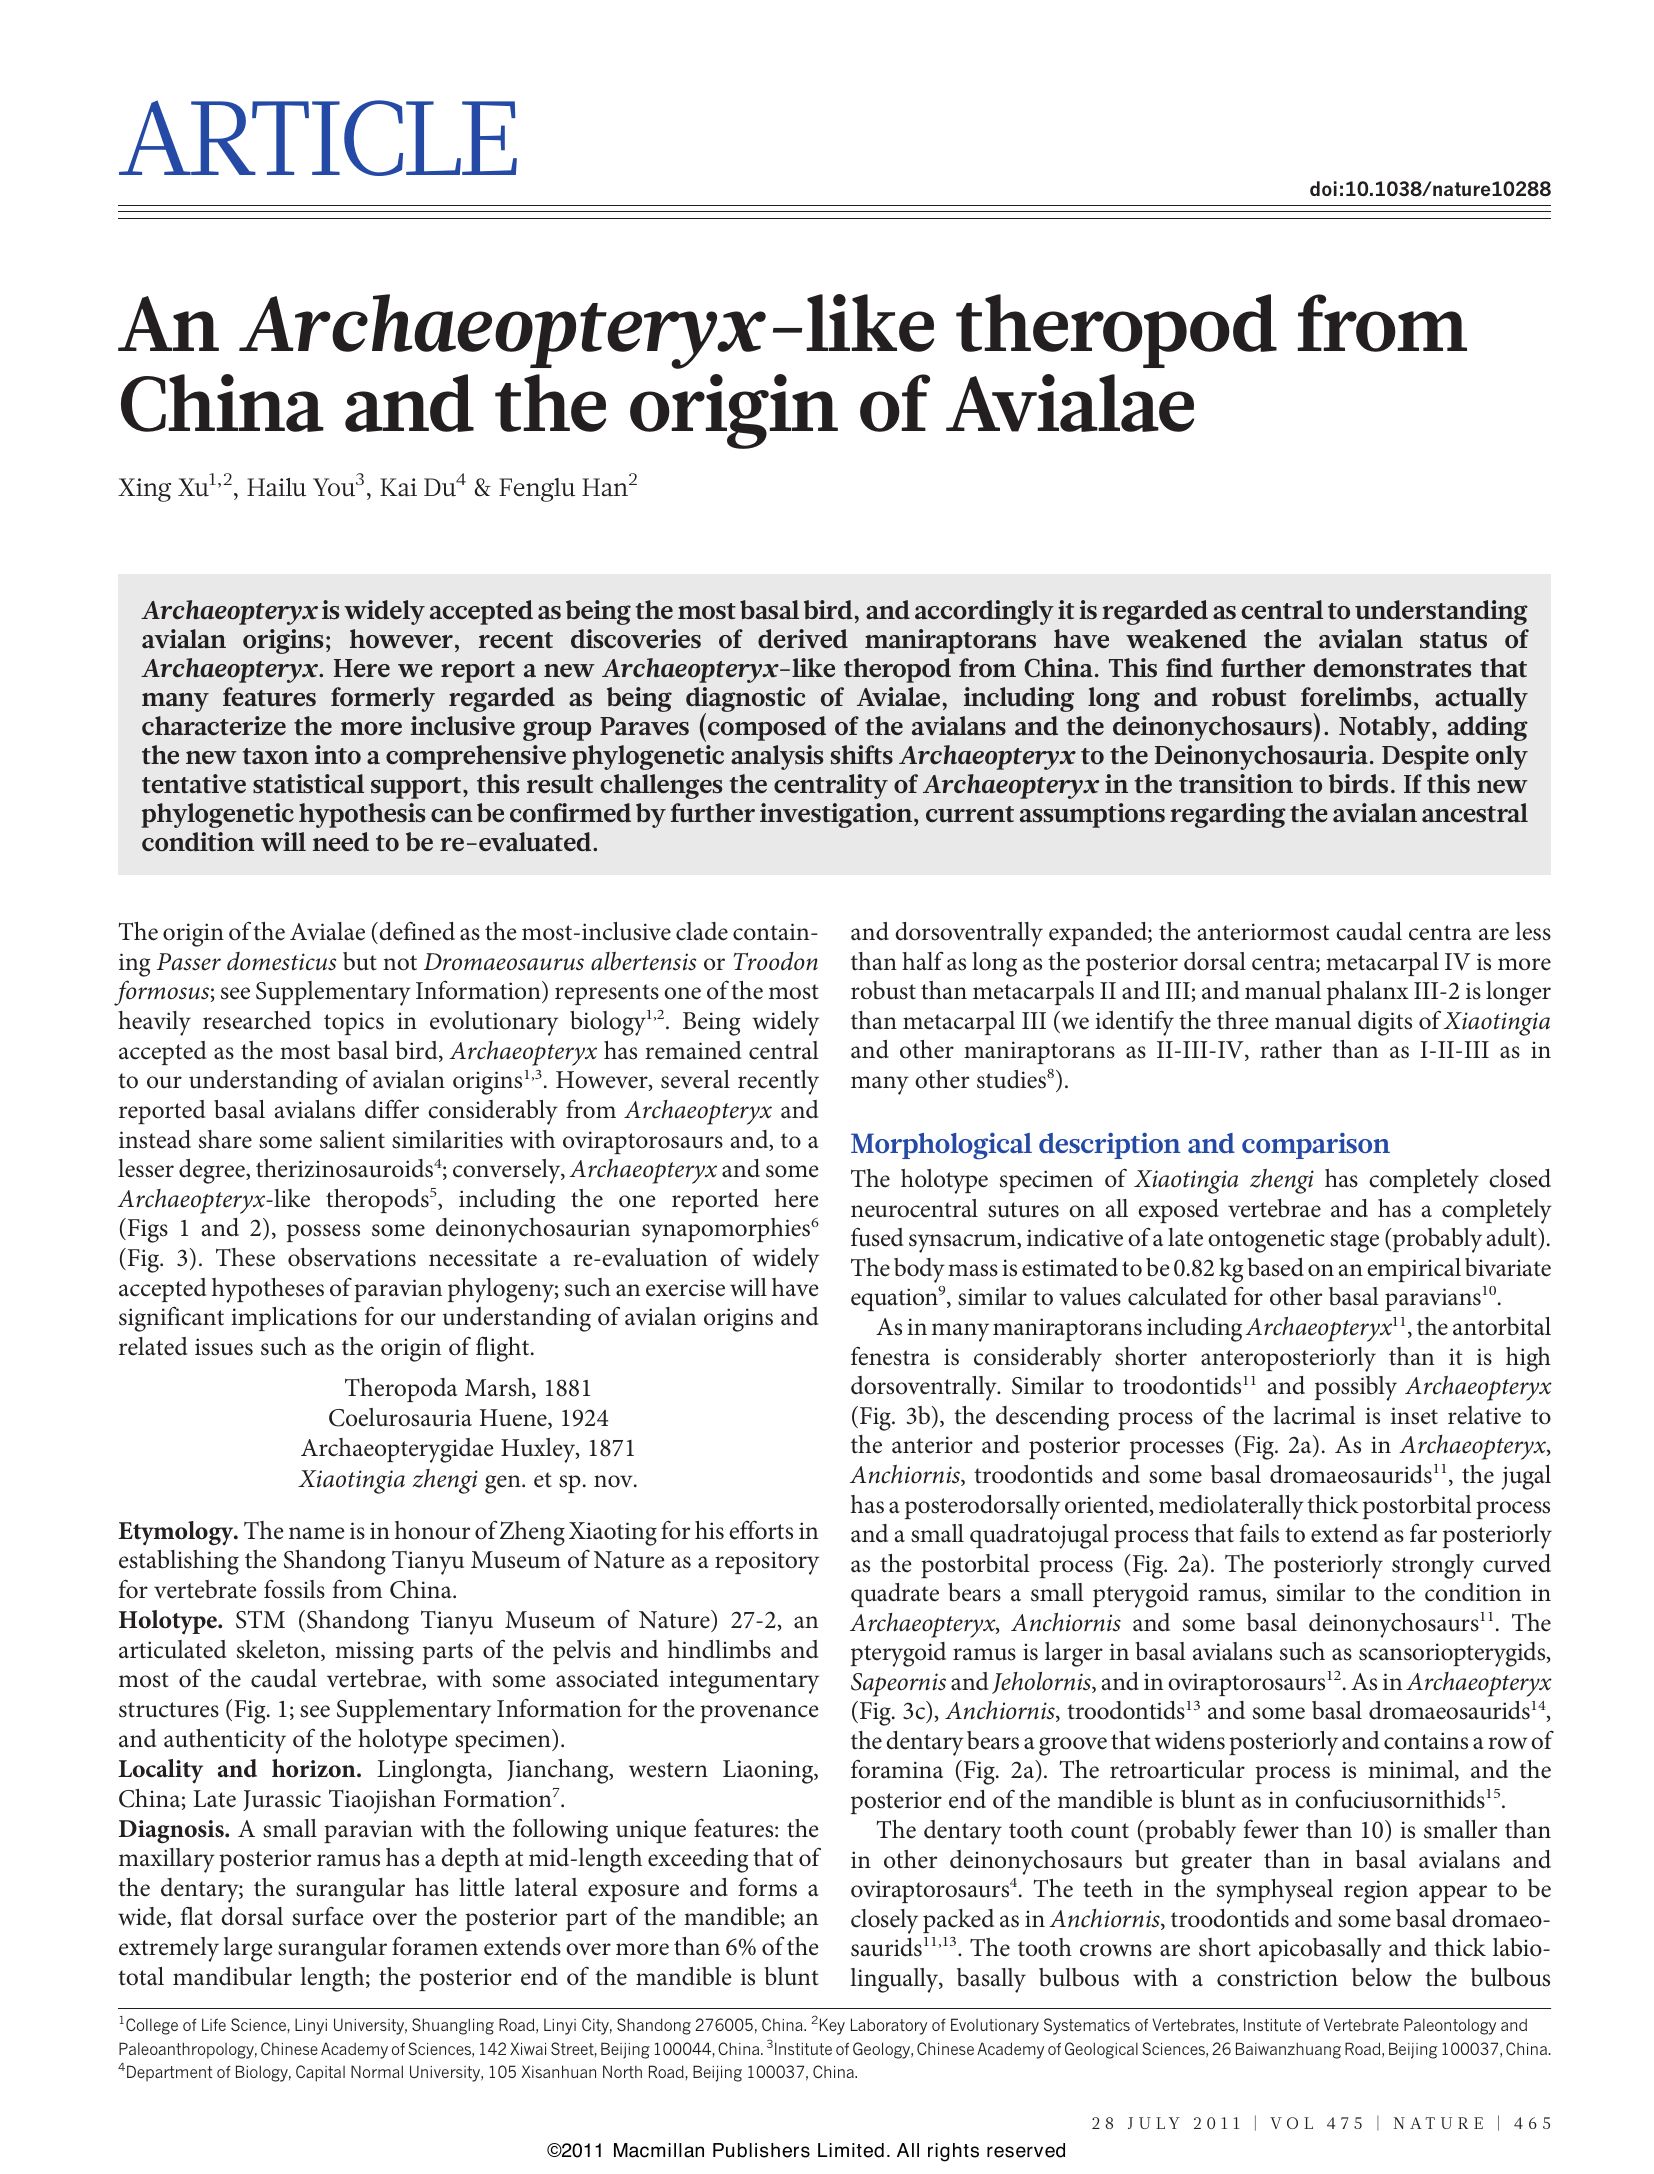 ARTICLE
doi:10.1038/nature10288
An Archaeopteryx-like theropod from
China and the origin of Avialae
Xing Xu1,2, Hailu You3, Kai Du4 & Fenglu Han2
Archaeopteryx is widely accepted as being the most basal bird, and accordingly it is regarded as central to understanding
avialan origins; however, recent discoveries of derived maniraptorans have weakened the avialan status of
Archaeopteryx. Here we report a new Archaeopteryx-like theropod from China. This find further demonstrates that
many features formerly regarded as being diagnostic of Avialae, including long and robust forelimbs, actually
characterize the more inclusive group Paraves (composed of the avialans and the deinonychosaurs). Notably, adding
the new taxon into a comprehensive phylogenetic analysis shifts Archaeopteryx to the Deinonychosauria. Despite only
tentative statistical support, this result challenges the centrality of Archaeopteryx in the transition to birds. If this new
phylogenetic hypothesis can be confirmed by further investigation, current assumptions regarding the avialan ancestral
condition will need to be re-evaluated.
The origin of the Avialae (defined as the most-inclusive clade contain-
ing Passer domesticus but not Dromaeosaurus albertensis or Troodon
formosus; see Supplementary Information) represents one of the most
heavily researched topics in evolutionary biology1,2. Being widely
accepted as the most basal bird, Archaeopteryx has remained central
to our understanding of avialan origins1,3. However, several recently
reported basal avialans differ considerably from Archaeopteryx and
instead share some salient similarities with oviraptorosaurs and, to a
lesser degree, therizinosauroids4; conversely, Archaeopteryx and some
Archaeopteryx-like theropods5, including the one reported here
(Figs 1 and 2), possess some deinonychosaurian synapomorphies6
(Fig. 3). These observations necessitate a re-evaluation of widely
accepted hypotheses of paravian phylogeny; such an exercise will have
significant implications for our understanding of avialan origins and
related issues such as the origin of flight.
Theropoda Marsh, 1881
Coelurosauria Huene, 1924
Archaeopterygidae Huxley, 1871
Xiaotingia zhengi gen. et sp. nov.
Etymology. The name is in honour of Zheng Xiaoting for his efforts in
establishing the Shandong Tianyu Museum of Nature as a repository
for vertebrate fossils from China.
Holotype. STM (Shandong Tianyu Museum of Nature) 27-2, an
articulated skeleton, missing parts of the pelvis and hindlimbs and
most of the caudal vertebrae, with some associated integumentary
structures (Fig. 1; see Supplementary Information for the provenance
and authenticity of the holotype specimen).
Locality and horizon. Linglongta, Jianchang, western Liaoning,
China; Late Jurassic Tiaojishan Formation7.
Diagnosis. A small paravian with the following unique features: the
maxillary posterior ramus has a depth at mid-length exceeding that of
the dentary; the surangular has little lateral exposure and forms a
wide, flat dorsal surface over the posterior part of the mandible; an
extremely large surangular foramen extends over more than 6% of the
total mandibular length; the posterior end of the mandible is blunt
and dorsoventrally expanded; the anteriormost caudal centra are less
than half as long as the posterior dorsal centra; metacarpal IV is more
robust than metacarpals II and III; and manual phalanx III-2 is longer
than metacarpal III (we identify the three manual digits of Xiaotingia
and other maniraptorans as II-III-IV, rather than as I-II-III as in
many other studies8).
Morphological description and comparison
The holotype specimen of Xiaotingia zhengi has completely closed
neurocentral sutures on all exposed vertebrae and has a completely
fused synsacrum, indicative of a late ontogenetic stage (probably adult).
The body mass is estimated to be 0.82 kg based on an empirical bivariate
equation9, similar to values calculated for other basal paravians10.
As in many maniraptorans including Archaeopteryx11, the antorbital
fenestra is considerably shorter anteroposteriorly than it is high
dorsoventrally. Similar to troodontids11 and possibly Archaeopteryx
(Fig. 3b), the descending process of the lacrimal is inset relative to
the anterior and posterior processes (Fig. 2a). As in Archaeopteryx,
Anchiornis, troodontids and some basal dromaeosaurids11, the jugal
has a posterodorsally oriented, mediolaterally thick postorbital process
and a small quadratojugal process that fails to extend as far posteriorly
as the postorbital process (Fig. 2a). The posteriorly strongly curved
quadrate bears a small pterygoid ramus, similar to the condition in
Archaeopteryx, Anchiornis and some basal deinonychosaurs11. The
pterygoid ramus is larger in basal avialans such as scansoriopterygids,
Sapeornis and Jeholornis, and in oviraptorosaurs12. As in Archaeopteryx
(Fig. 3c), Anchiornis, troodontids13 and some basal dromaeosaurids14,
the dentary bears a groove that widens posteriorly and contains a row of
foramina (Fig. 2a). The retroarticular process is minimal, and the
posterior end of the mandible is blunt as in confuciusornithids15.
The dentary tooth count (probably fewer than 10) is smaller than
in other deinonychosaurs but greater than in basal avialans and
oviraptorosaurs4. The teeth in the symphyseal region appear to be
closely packed as in Anchiornis, troodontids and some basal dromaeo-
saurids11,13. The tooth crowns are short apicobasally and thick labio-
lingually, basally bulbous with a constriction below the bulbous
1College of Life Science, Linyi University, Shuangling Road, Linyi City, Shandong 276005, China. 2Key Laboratory of Evolutionary Systematics of Vertebrates, Institute of Vertebrate Paleontology and
Paleoanthropology, Chinese Academy of Sciences, 142 Xiwai Street, Beijing 100044, China. 3Institute of Geology, Chinese Academy of Geological Sciences, 26 Baiwanzhuang Road, Beijing 100037, China.
4Department of Biology, Capital Normal University, 105 Xisanhuan North Road, Beijing 100037, China.
28 JULY 2011 | VOL 475 | NATURE | 465
©2011 Macmillan Publishers Limited. All rights reserved